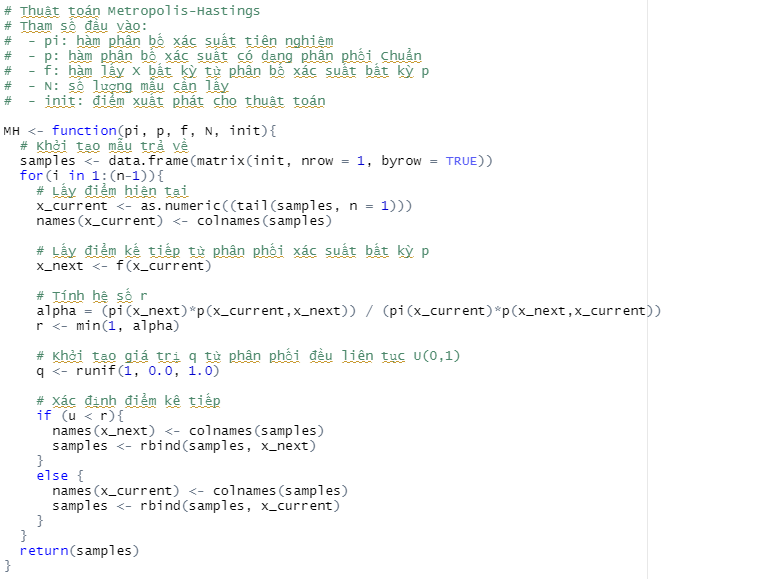 # Thuật toán Metropolis-Hastings
# Tham số đầu vào:
#  - pi: hàm phân bố xác suất tiên nghiệm
#  - p: hàm phân bố xác suất có dạng phân phối Chuẩn
#  - f: hàm lấy X bất kỳ từ phân bố xác suất bất kỳ p
#  - N: số lượng mẫu cần lấy
#  - init: điểm xuất phát cho thuật toán

MH <- function(pi, p, f, N, init){
  # Khởi tạo mẫu trả về
  samples <- data.frame(matrix(init, nrow = 1, byrow = TRUE))
  for(i in 1:(n-1)){
    # Lấy điểm hiện tại
    x_current <- as.numeric((tail(samples, n = 1)))
    names(x_current) <- colnames(samples)

    # Lấy điểm kế tiếp từ phân phối xác suất bất kỳ p
    x_next <- f(x_current)

    # Tính hệ số r
    alpha = (pi(x_next)*p(x_current,x_next)) / (pi(x_current)*p(x_next,x_current))
    r <- min(1, alpha)

    # Khởi tạo giá trị q từ phân phối đều liên tục U(0,1)
    q <- runif(1, 0.0, 1.0)

    # Xác định điểm kê tiếp
    if (u < r){
      names(x_next) <- colnames(samples)
      samples <- rbind(samples, x_next)
    }
    else {
      names(x_current) <- colnames(samples)
      samples <- rbind(samples, x_current)
    }
  }
  return(samples)
}